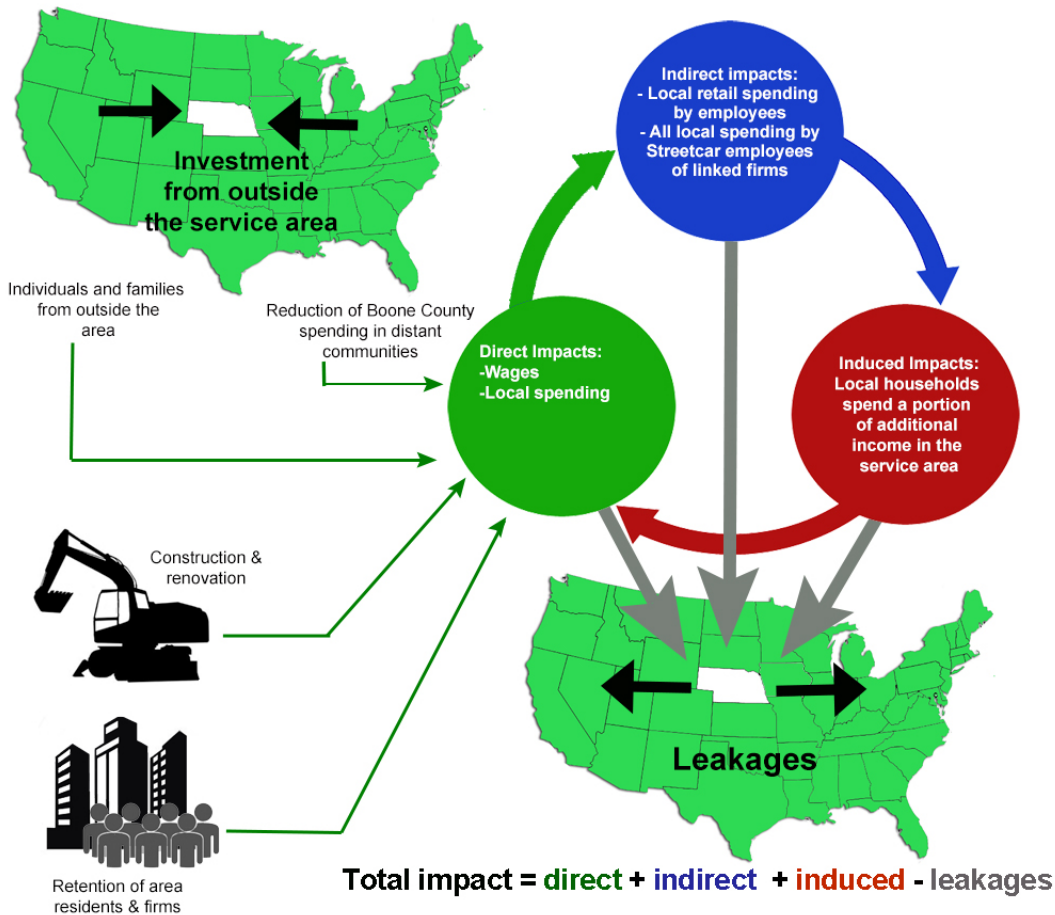 Investment
from outside
the service area
Indirect impacts:
- Local retail spending
by employees
- All local spending by
Streetcar employees
of linked firms
Individuals and families
from outside the
area
Reduction of Boone County
spending in distant
communities
Direct Impacts:
-Wages
-Local spending
Induced Impacts:
Local households
spend a portion
of additional
income in the
service area
Construction &
renovation
Leakages
Retention of area
residents & firms
Total impact = direct + indirect + induced - leakages